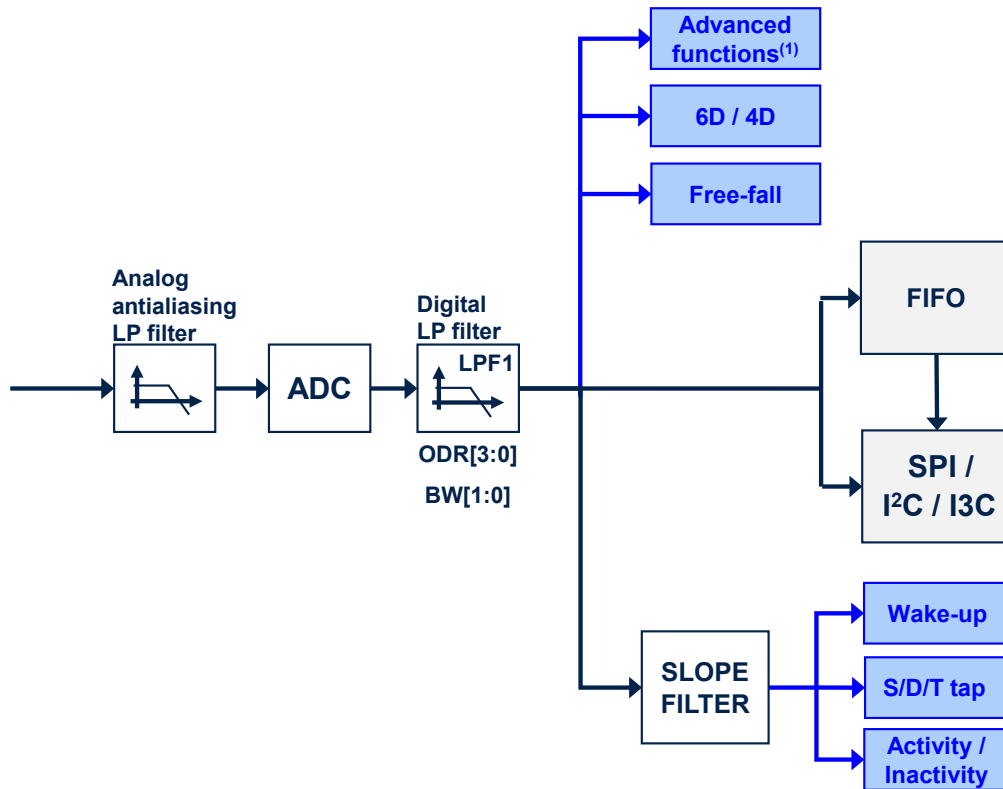 Advanced
functions(1)
6D / 4D
Free-fall
Analog
antialiasing
LP filter
Digital
LP filter
LPF1
ADC
ODR[3:0]
BW[1:0]
FIFO
SPI /
I²C / I3C
SLOPE
FILTER
Wake-up
S/D/T tap
Activity /
Inactivity